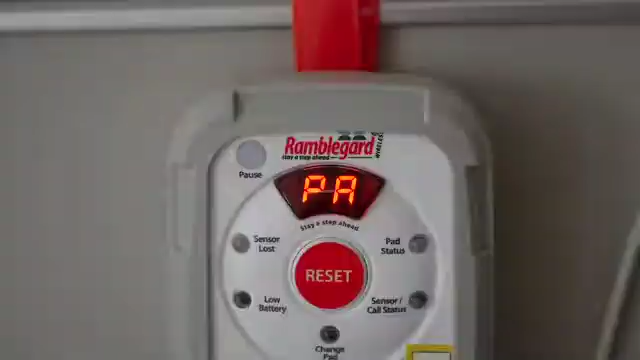 Ramblegard
WIRELESS
stay a step ahead
Pause
PA
Stay a step ahead
Sensor
Lost
Pad
Status
RESET
Low
Battery
Sensor /
Call Status
Change
Pad